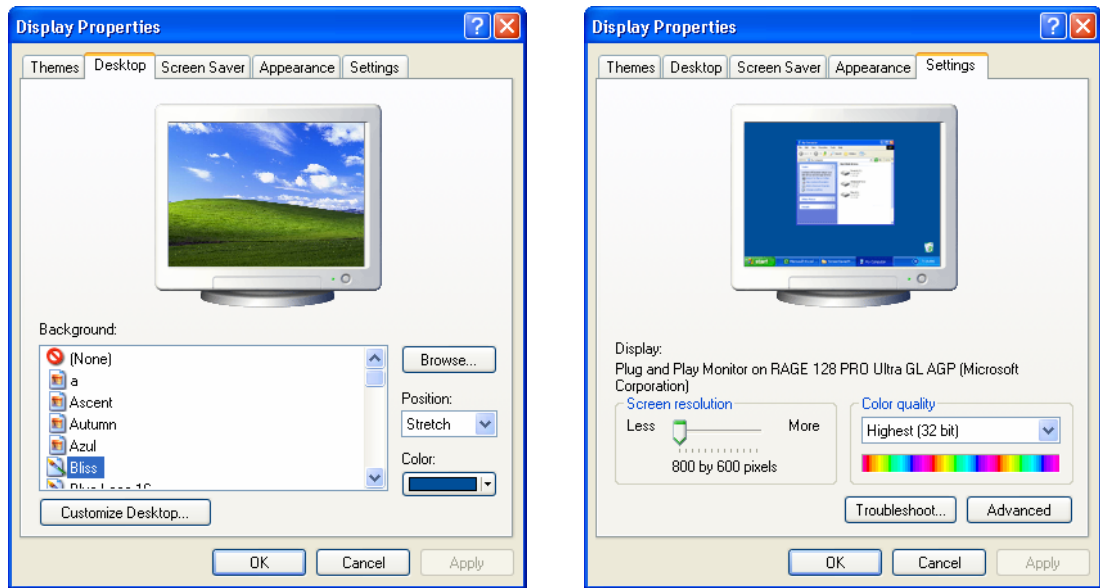 Display Properties
Themes Desktop Screen Saver Appearance Settings
Background:
(None)
a
Ascent
Autumn
Azul
Bliss
Browse...
Position:
Stretch
Color:
Customize Desktop...
OK Cancel Apply
Display Properties
Themes Desktop Screen Saver Appearance Settings
start
Display:
Plug and Play Monitor on RAGE 128 PRO Ultra GL AGP (Microsoft
Corporation)
Screen resolution
Less More
800 by 600 pixels
Color quality
Highest (32 bit)
Troubleshoot... Advanced
OK Cancel Apply